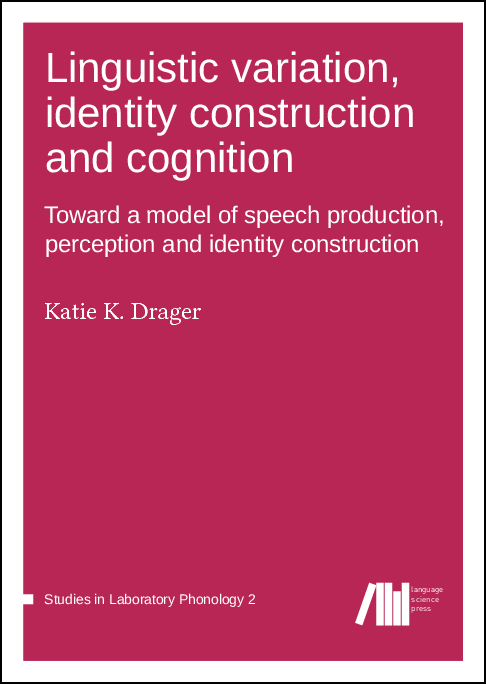 Linguistic variation,
identity construction
and cognition
Toward a model of speech production,
perception and identity construction
Katie K. Drager
Studies in Laboratory Phonology 2
language
science
press